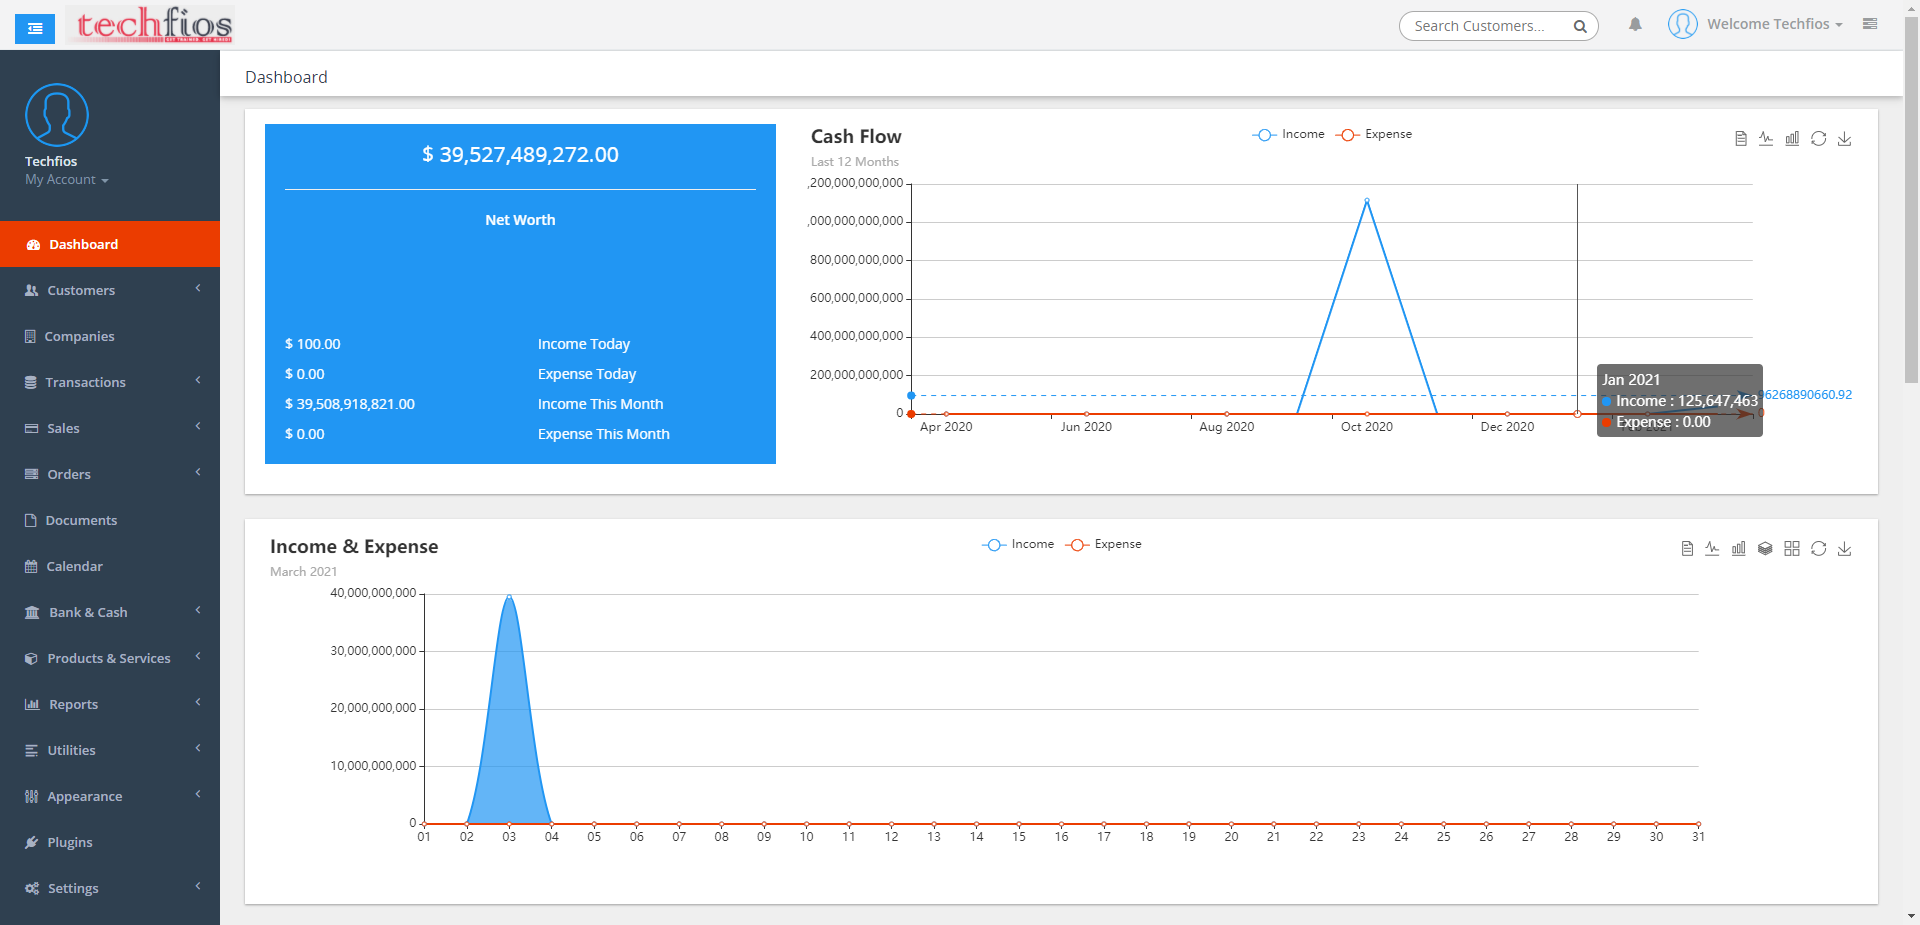 techfios
GET TRAINED. GET HIRED!
Search Customers...
Welcome Techfios
Techfios
My Account
Dashboard
Customers
Companies
Transactions
Sales
Orders
Documents
Calendar
Bank & Cash
Products & Services
Reports
Utilities
Appearance
Plugins
Settings
Dashboard
$ 39,527,489,272.00
Net Worth
$ 100.00 Income Today
$ 0.00 Expense Today
$ 39,508,918,821.00 Income This Month
$ 0.00 Expense This Month
Cash Flow
Last 12 Months
Income Expense
,200,000,000,000
,000,000,000,000
800,000,000,000
600,000,000,000
400,000,000,000
200,000,000,000
0
Apr 2020 Jun 2020 Aug 2020 Oct 2020 Dec 2020
Jan 2021
Income : 125,647,463
Expense : 0.00
96268890660.92
0
Income & Expense
March 2021
Income Expense
40,000,000,000
30,000,000,000
20,000,000,000
10,000,000,000
0
01 02 03 04 05 06 07 08 09 10 11 12 13 14 15 16 17 18 19 20 21 22 23 24 25 26 27 28 29 30 31